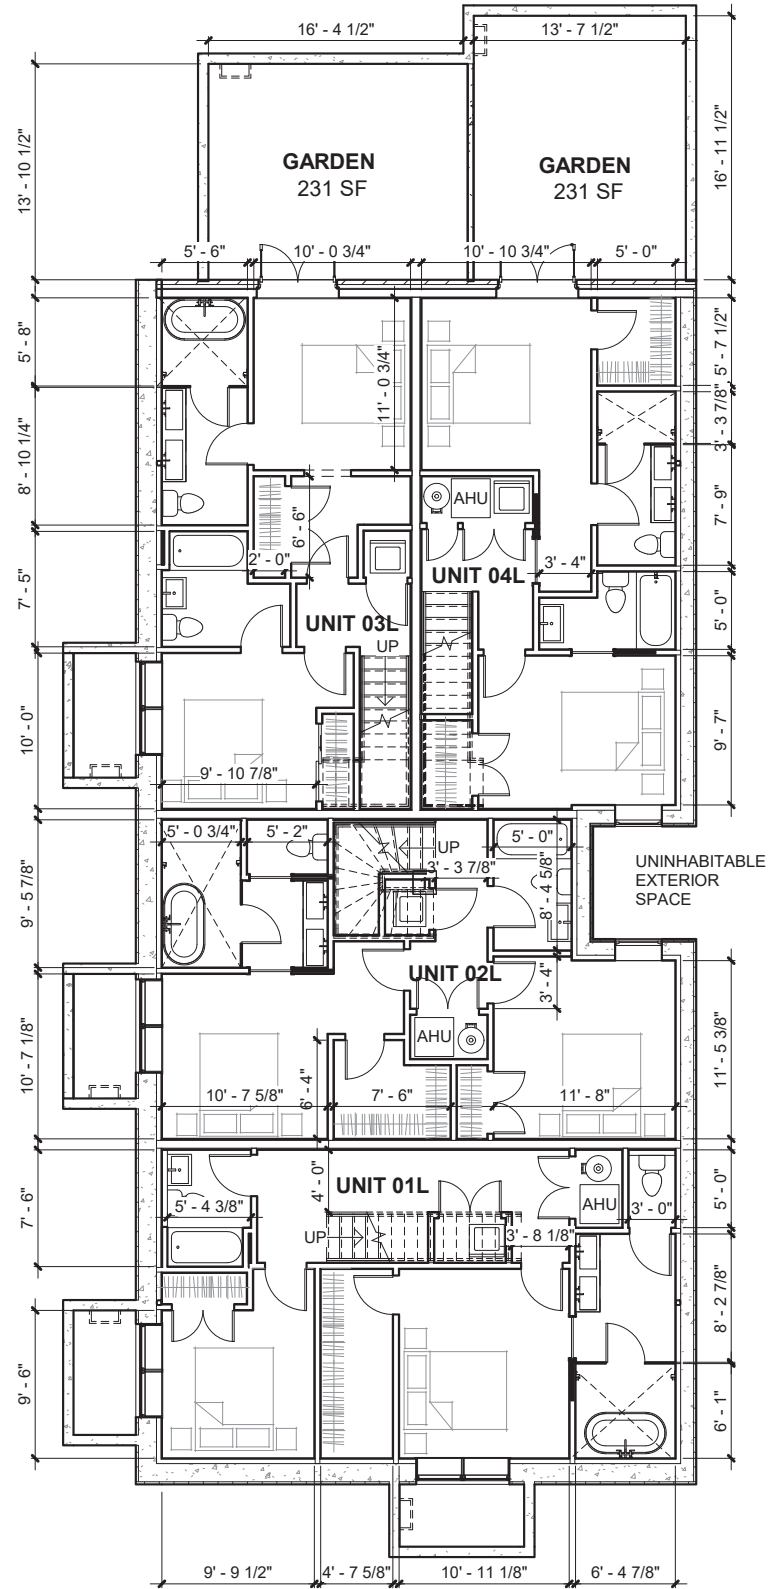 16' - 4 1/2"
13' - 7 1/2"
13' - 10 1/2"
16' - 11 1/2"
GARDEN
231 SF
GARDEN
231 SF
5' - 6"
10' - 0 3/4"
10' - 10 3/4"
5' - 0"
5' - 8"
11' - 0 3/4"
5' - 7 1/2"
3' - 3 7/8"
8' - 10 1/4"
AHU
7' - 9"
6' - 6"
2' - 0"
3' - 4"
UNIT 04L
7' - 5"
5' - 0"
UNIT 03L
UP
10' - 0"
9' - 7"
9' - 10 7/8"
5' - 0 3/4"
5' - 2"
UP
5' - 0"
3' - 3 7/8"
8' - 4 5/8"
9' - 5 7/8"
UNINHABITABLE
EXTERIOR
SPACE
UNIT 02L
3' - 4"
AHU
10' - 7 1/8"
11' - 5 3/8"
10' - 7 5/8"
6' - 4"
7' - 6"
11' - 8"
4' - 0"
UNIT 01L
7' - 6"
5' - 4 3/8"
AHU
3' - 0"
5' - 0"
UP
3' - 8 1/8"
8' - 2 7/8"
9' - 6"
6' - 1"
9' - 9 1/2"
4' - 7 5/8"
10' - 11 1/8"
6' - 4 7/8"